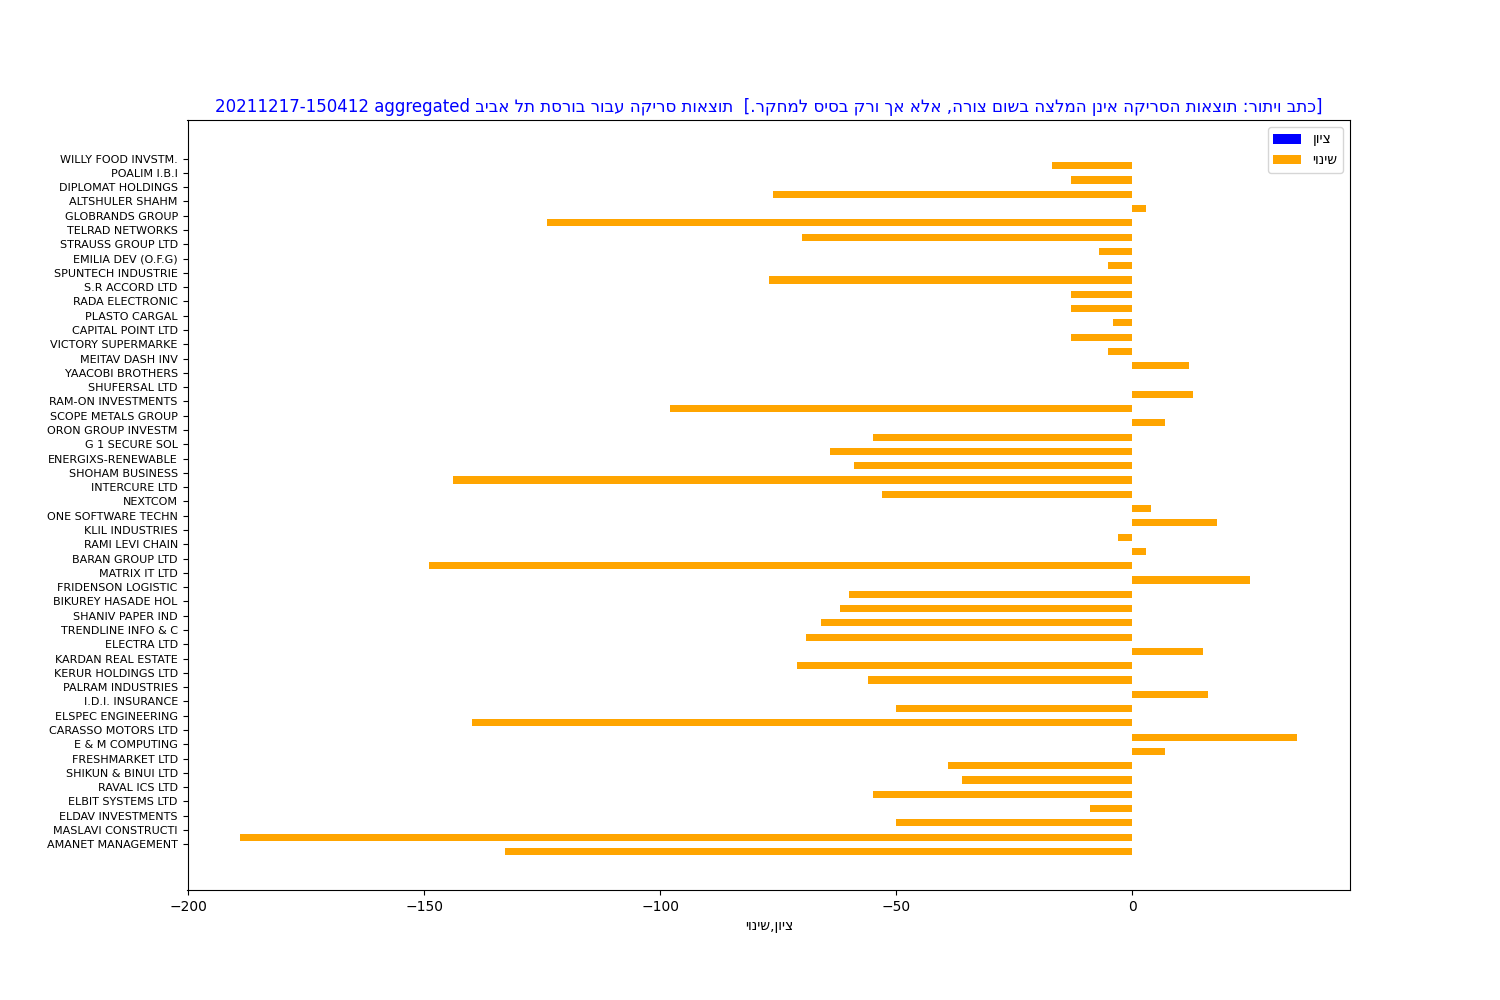 [כתב ויתור: תוצאות הסריקה אינן המלצה בשום צורה, אלא אך ורק בסיס למחקר.] תוצאות סריקה עבור בורסת תל אביב 20211217-150412 aggregated
ציון
שינוי
WILLY FOOD INVSTM.
POALIM I.B.I
DIPLOMAT HOLDINGS
ALTSHULER SHAHM
GLOBRANDS GROUP
TELRAD NETWORKS
STRAUSS GROUP LTD
EMILIA DEV (O.F.G)
SPUNTECH INDUSTRIE
S.R ACCORD LTD
RADA ELECTRONIC
PLASTO CARGAL
CAPITAL POINT LTD
VICTORY SUPERMARKE
MEITAV DASH INV
YAACOBI BROTHERS
SHUFERSAL LTD
RAM-ON INVESTMENTS
SCOPE METALS GROUP
ORON GROUP INVESTM
G 1 SECURE SOL
ENERGIXS-RENEWABLE
SHOHAM BUSINESS
INTERCURE LTD
NEXTCOM
ONE SOFTWARE TECHN
KLIL INDUSTRIES
RAMI LEVI CHAIN
BARAN GROUP LTD
MATRIX IT LTD
FRIDENSON LOGISTIC
BIKUREY HASADE HOL
SHANIV PAPER IND
TRENDLINE INFO & C
ELECTRA LTD
KARDAN REAL ESTATE
KERUR HOLDINGS LTD
PALRAM INDUSTRIES
I.D.I. INSURANCE
ELSPEC ENGINEERING
CARASSO MOTORS LTD
E & M COMPUTING
FRESHMARKET LTD
SHIKUN & BINUI LTD
RAVAL ICS LTD
ELBIT SYSTEMS LTD
ELDAV INVESTMENTS
MASLAVI CONSTRUCTI
AMANET MANAGEMENT
−200 −150 −100 −50 0
ציון,שינוי